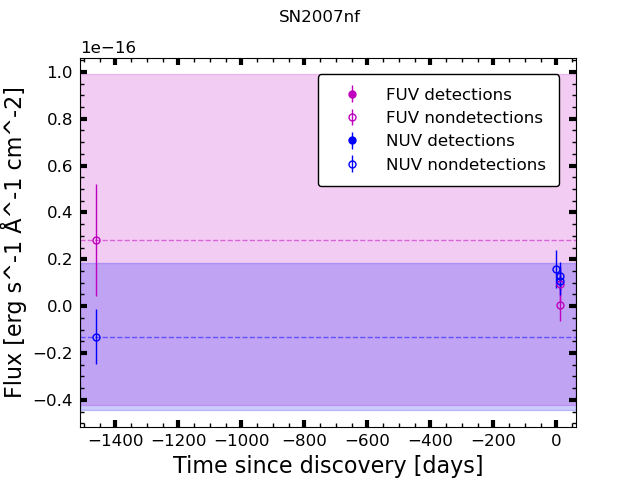 SN2007nf
1e−16
1.0
0.8
0.6
0.4
0.2
0.0
−0.2
−0.4
Flux [erg s^-1 Å^-1 cm^-2]
FUV detections
FUV nondetections
NUV detections
NUV nondetections
−1400 −1200 −1000 −800 −600 −400 −200 0
Time since discovery [days]